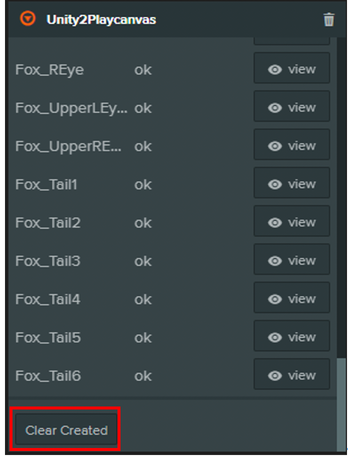 Unity2Playcanvas
Fox_REye ok view
Fox_UpperLEy... ok view
Fox_UpperRE... ok view
Fox_Tail1 ok view
Fox_Tail2 ok view
Fox_Tail3 ok view
Fox_Tail4 ok view
Fox_Tail5 ok view
Fox_Tail6 ok view
Clear Created